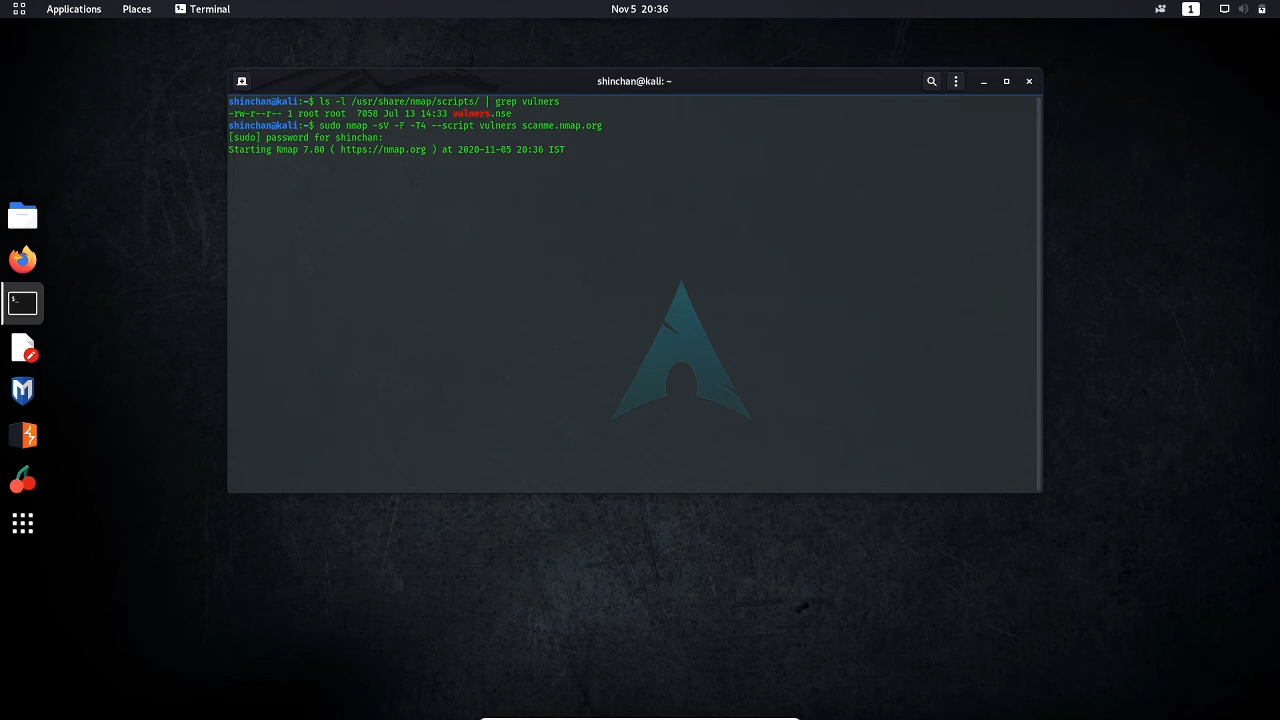 Applications Places Terminal Nov 5 20:36 1
shinchan@kali: ~
shinchan@kali:~$ ls -l /usr/share/nmap/scripts/ | grep vulners
-rw-r--r-- 1 root root  7058 Jul 13 14:33 vulners.nse
shinchan@kali:~$ sudo nmap -sV -F -T4 --script vulners scanme.nmap.org
[sudo] password for shinchan:
Starting Nmap 7.80 ( https://nmap.org ) at 2020-11-05 20:36 IST